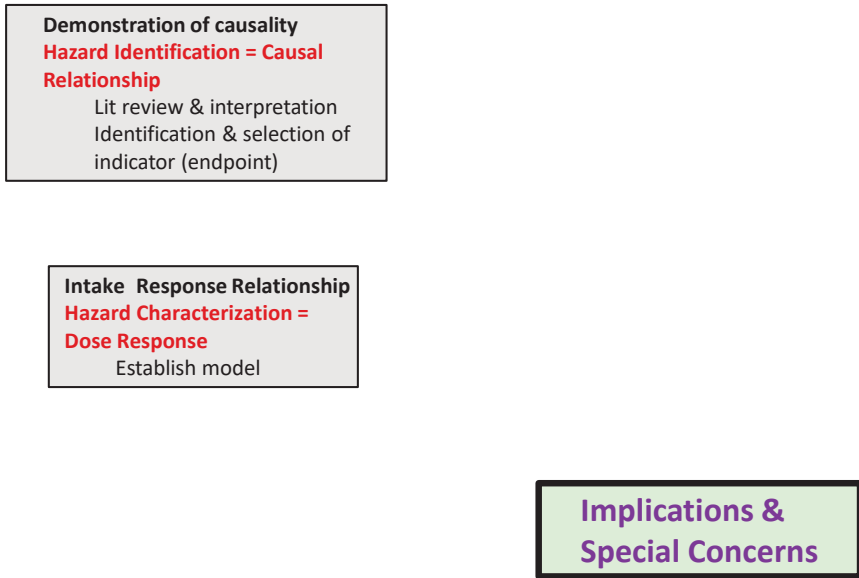 Demonstration of causality
Hazard Identification = Causal
Relationship
Lit review & interpretation
Identification & selection of
indicator (endpoint)
Intake Response Relationship
Hazard Characterization =
Dose Response
Establish model
Implications &
Special Concerns